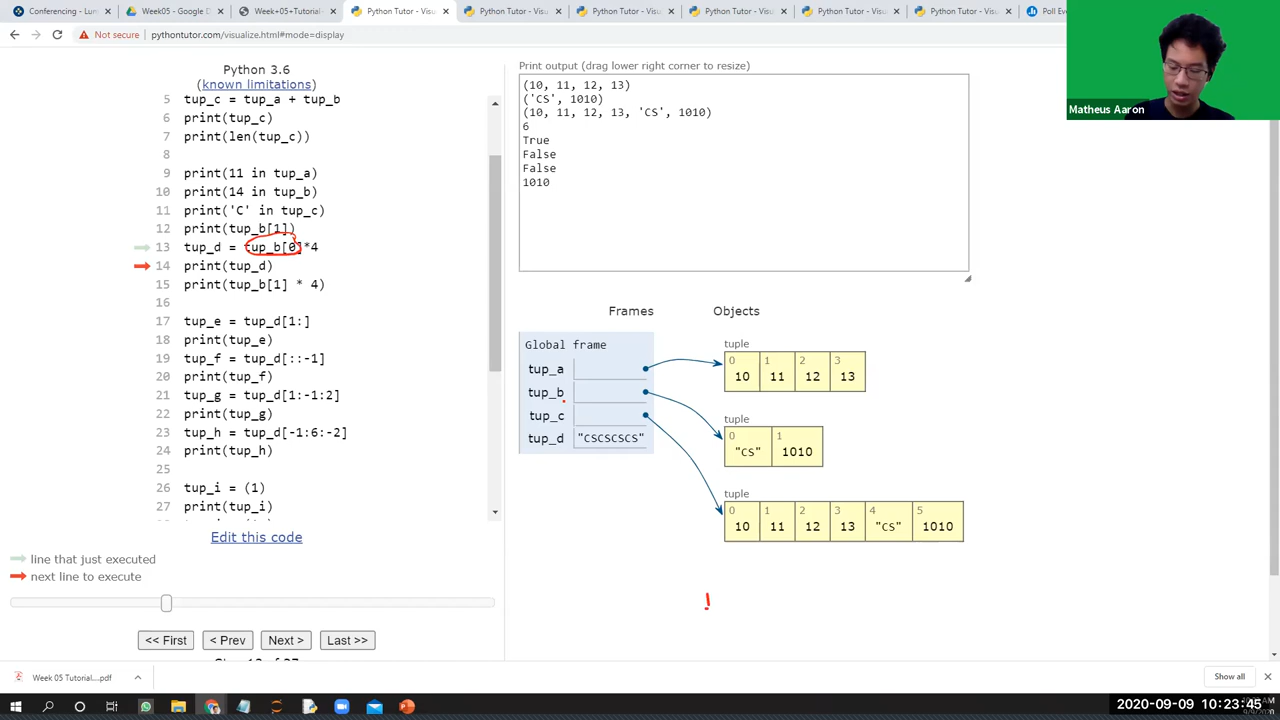 Conferencing - Lumin
Week05 - Google D
Week+05+Tutorial-
Python Tutor - Visu
Python Tutor - Visu
Python Tutor - Visu
Python Tutor - Visu
Python Tutor - Visu
Python Tutor - Visu
Poll Eve
Not secure | pythontutor.com/visualize.html#mode=display
Python 3.6
(known limitations)
5 tup_c = tup_a + tup_b
6 print(tup_c)
7 print(len(tup_c))
8
9 print(11 in tup_a)
10 print(14 in tup_b)
11 print('C' in tup_c)
12 print(tup_b[1])
13 tup_d = tup_b[0]*4
14 print(tup_d)
15 print(tup_b[1] * 4)
16
17 tup_e = tup_d[1:]
18 print(tup_e)
19 tup_f = tup_d[::-1]
20 print(tup_f)
21 tup_g = tup_d[1:-1:2]
22 print(tup_g)
23 tup_h = tup_d[-1:6:-2]
24 print(tup_h)
25
26 tup_i = (1)
27 print(tup_i)
Edit this code
line that just executed
next line to execute
<< First < Prev Next > Last >>
Print output (drag lower right corner to resize)
(10, 11, 12, 13)
('CS', 1010)
(10, 11, 12, 13, 'CS', 1010)
6
True
False
False
1010
Frames Objects
Global frame
tup_a
tup_b
tup_c
tup_d "CSCSCSCS"
tuple
0 1 2 3
10 11 12 13
tuple
0 1
"CS" 1010
tuple
0 1 2 3 4 5
10 11 12 13 "CS" 1010
!
Matheus Aaron
Week 05 Tutorial....pdf
Show all
2020-09-09 10:23:45